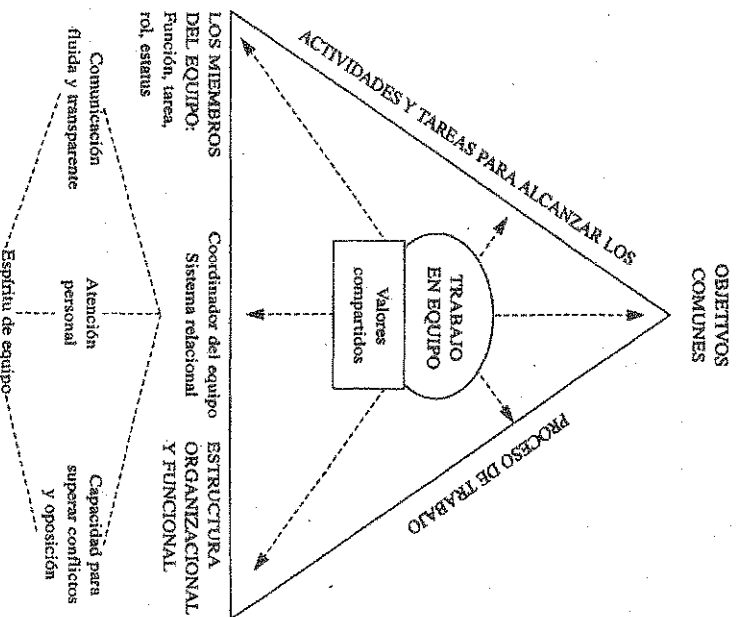 OBJETIVOS
COMUNES
ACTIVIDADES Y TAREAS PARA ALCANZAR LOS
PROCESO DE TRABAJO
TRABAJO
EN EQUIPO
Valores
compartidos
LOS MIEMBROS
DEL EQUIPO:
Función, tarea,
rol, estatus
Coordinador del equipo
Sistema relacional
ESTRUCTURA
ORGANIZACIONAL
Y FUNCIONAL
Comunicación
fluida y transparente
Atención
personal
Capacidad para
superar conflictos
y oposición
Espíritu de equipo